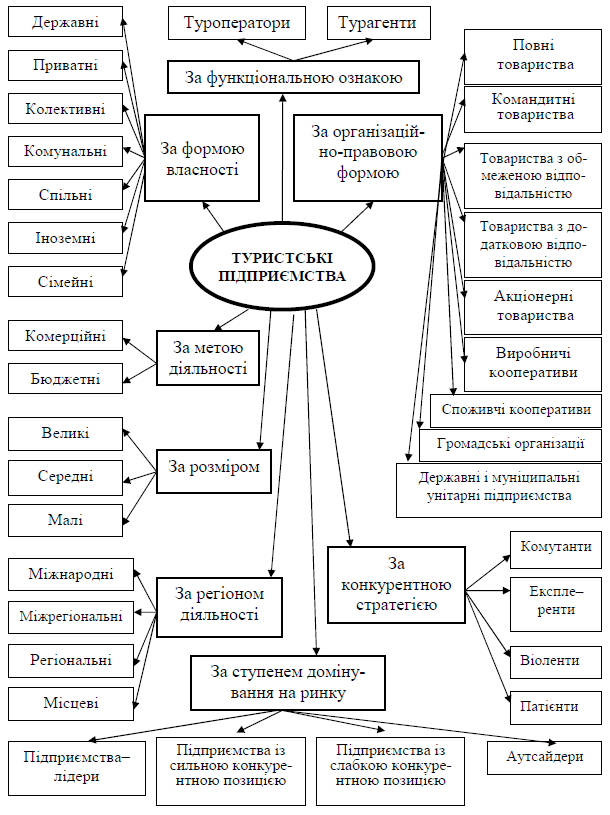 Державні
Приватні
Колективні
Комунальні
Спільні
Іноземні
Сімейні
Туроператори
Турагенти
За функціональною ознакою
За формою
власності
За організацій-
но-правовою
формою
Повні
товариства
Командитні
товариства
Товариства з об-
меженою відпо-
відальністю
Товариства з до-
датковою відпо-
відальністю
Акціонерні
товариства
Виробничі
кооперативи
Споживчі кооперативи
Громадські організації
Державні і муніципальні
унітарні підприємства
ТУРИСТСЬКІ
ПІДПРИЄМСТВА
За метою
діяльності
Комерційні
Бюджетні
За розміром
Великі
Середні
Малі
За регіоном
діяльності
Міжнародні
Міжрегіональні
Регіональні
Місцеві
За
конкурентною
стратегією
Комутанти
Експле–
ренти
Віоленти
Патієнти
За ступенем доміну-
вання на ринку
Підприємства–
лідери
Підприємства із
сильною конкуре-
нтною позицією
Підприємства із
слабкою конкуре-
нтною позицією
Аутсайдери